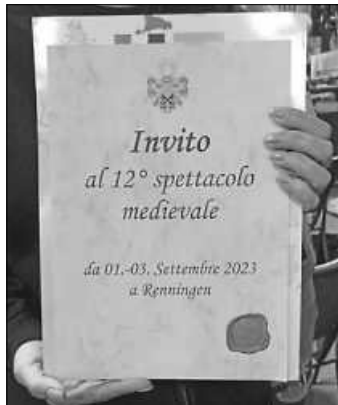 Invito
al 12° spettacolo
medievale
da 01.-03. Settembre 2023
a Renningen